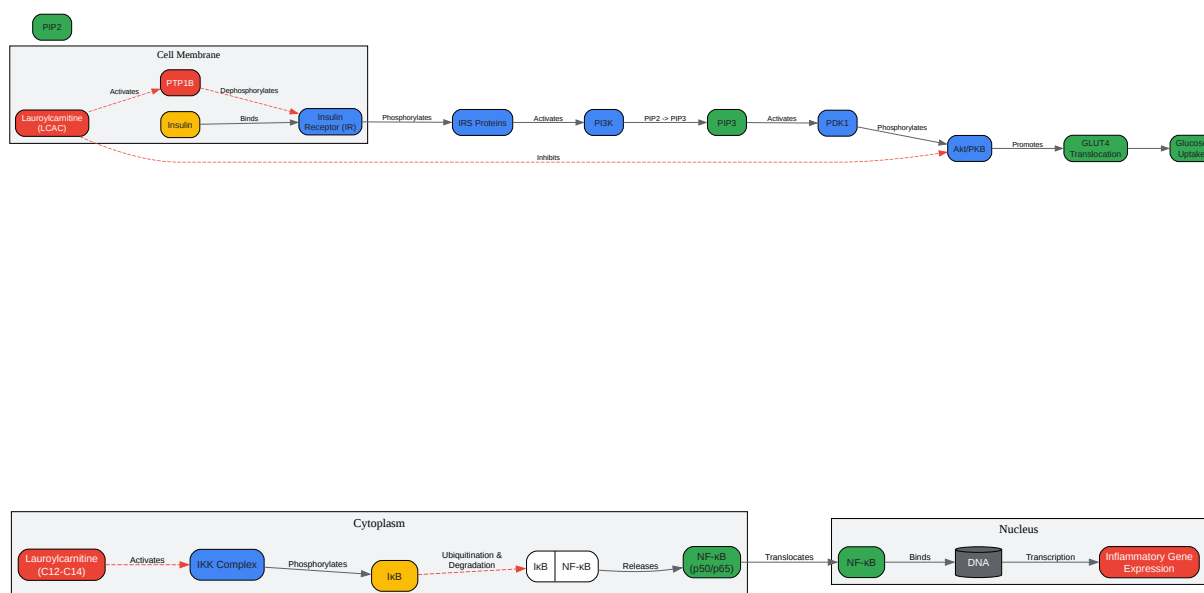 PIP2
Cell Membrane
PTP1B
Activates
Dephosphorylates
Lauroylcarnitine
(LCAC)
Insulin
Binds
Insulin
Receptor (IR)
Phosphorylates
IRS Proteins
Activates
PI3K
PIP2 -> PIP3
PIP3
Activates
PDK1
Phosphorylates
Inhibits
Akt/PKB
Promotes
GLUT4
Translocation
Glucose
Uptake
Cytoplasm
Lauroylcarnitine
(C12-C14)
Activates
IKK Complex
Phosphorylates
IκB
Ubiquitination &
Degradation
IκB
NF-κB
Releases
NF-κB
(p50/p65)
Translocates
Nucleus
NF-κB
Binds
DNA
Transcription
Inflammatory Gene
Expression